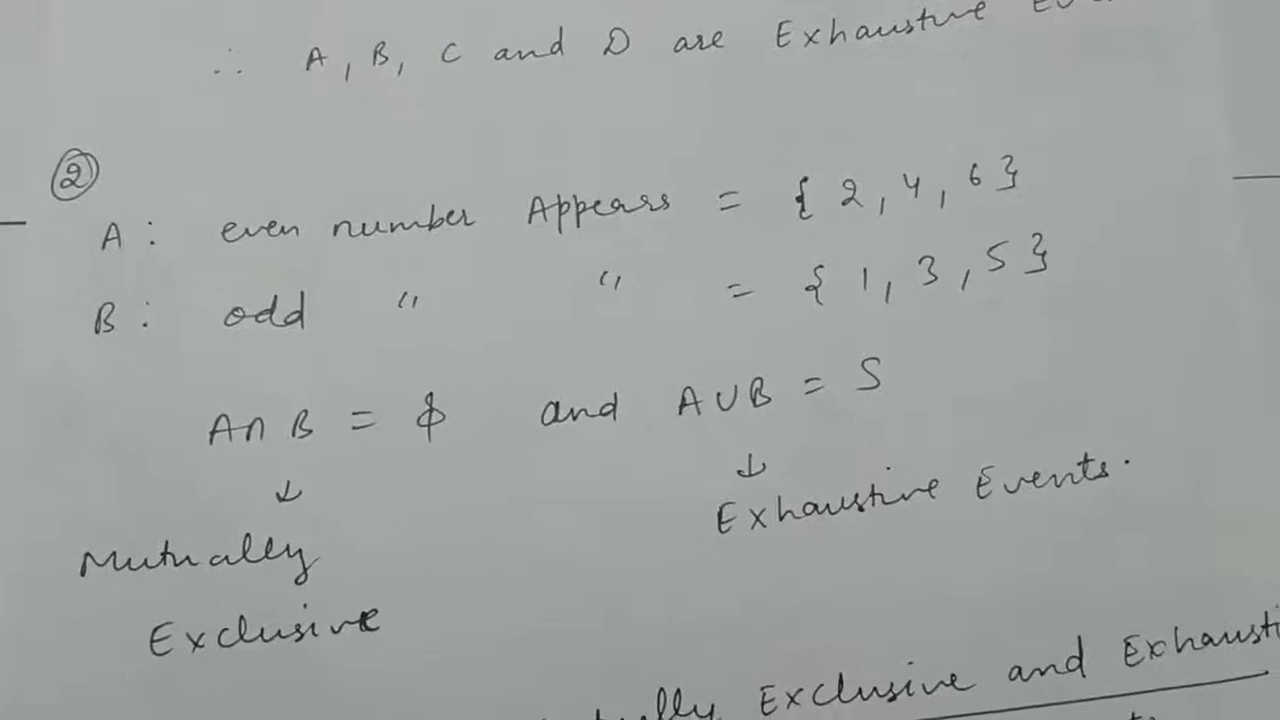 ∴ A, B, C and D are Exhaustive
②
A : even number Appears = { 2, 4, 6 }
B : odd " " = { 1, 3, 5 }
A∩B = ϕ and A∪B = S
↓ ↓
Mutually Exhaustive Events.
Exclusive
Exclusive and Exhausti